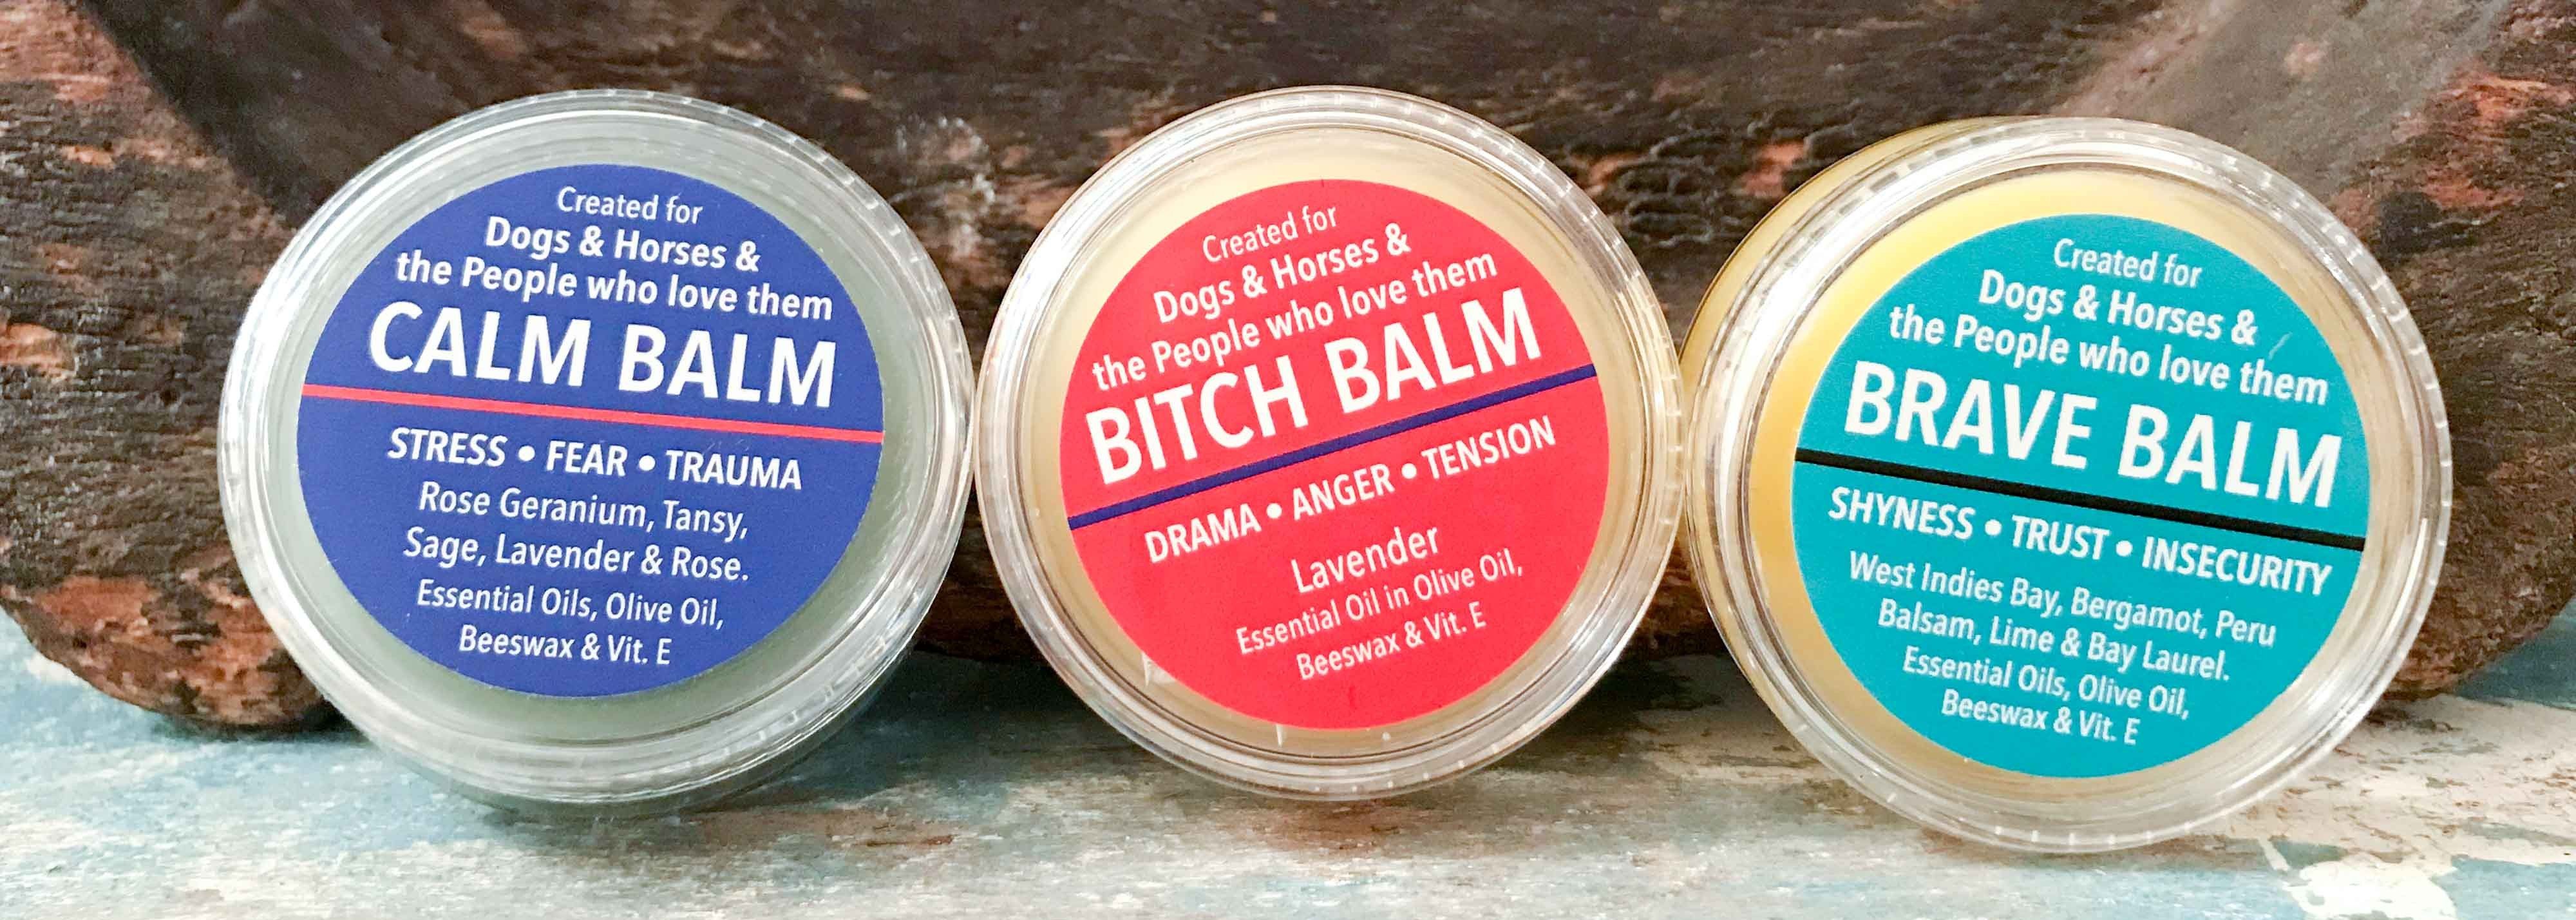 Created for
Dogs & Horses &
the People who love them
CALM BALM
STRESS • FEAR • TRAUMA
Rose Geranium, Tansy,
Sage, Lavender & Rose.
Essential Oils, Olive Oil,
Beeswax & Vit. E
Created for
Dogs & Horses &
the People who love them
BITCH BALM
DRAMA • ANGER • TENSION
Lavender
Essential Oil in Olive Oil,
Beeswax & Vit. E
Created for
Dogs & Horses &
the People who love them
BRAVE BALM
SHYNESS • TRUST • INSECURITY
West Indies Bay, Bergamot, Peru
Balsam, Lime & Bay Laurel.
Essential Oils, Olive Oil,
Beeswax & Vit. E